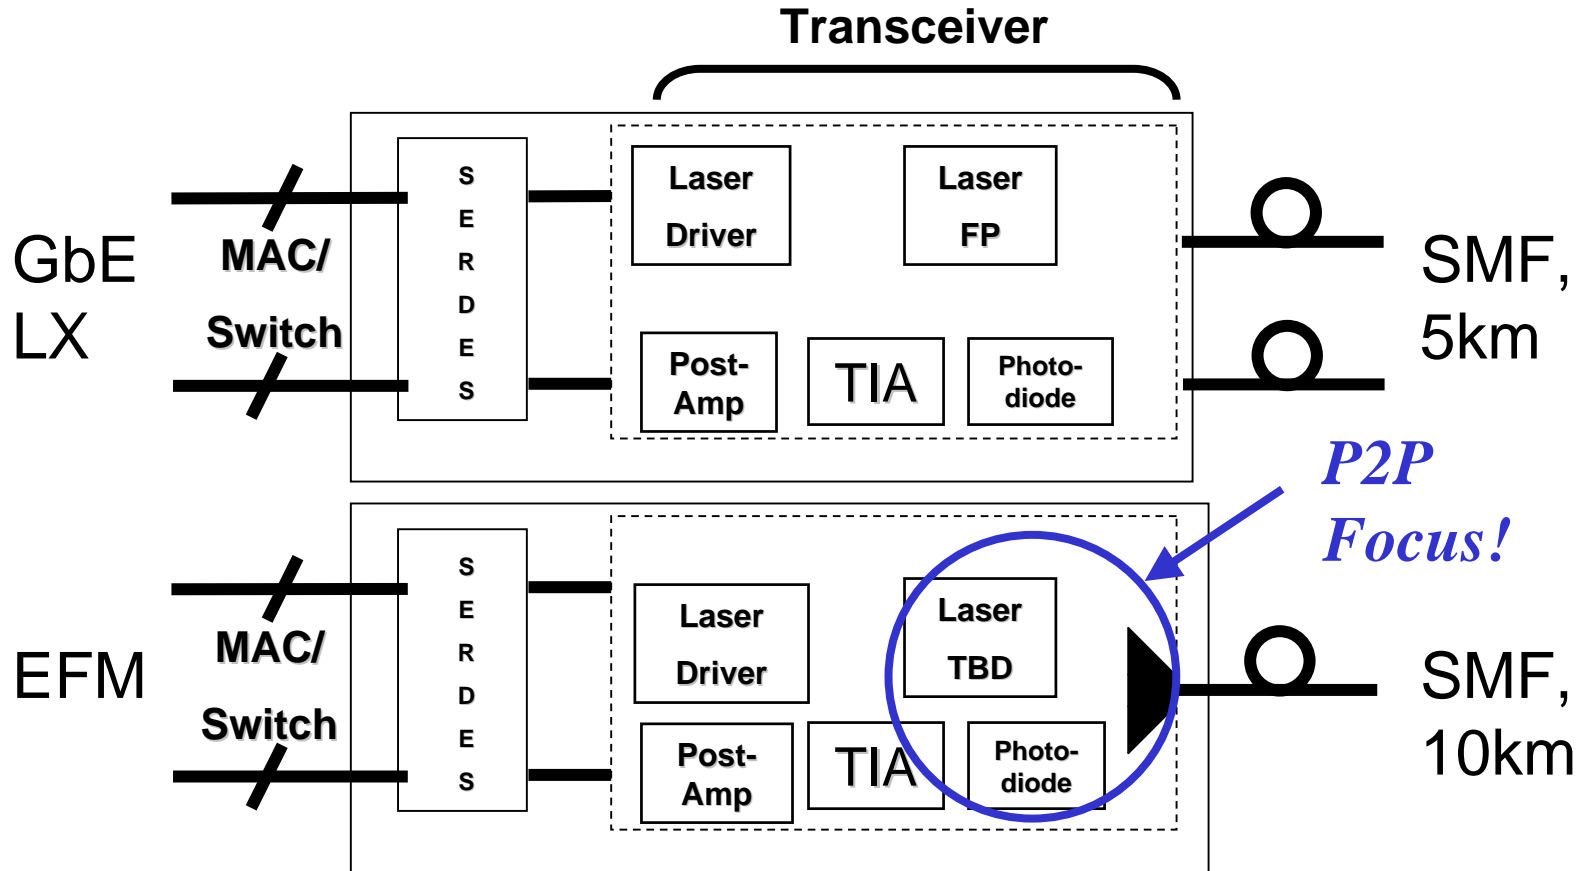 Transceiver
GbE
LX
MAC/
Switch
S
E
R
D
E
S
Laser
Driver
Laser
FP
Post-
Amp
TIA
Photo-
diode
SMF,
5km
P2P
Focus!
EFM
MAC/
Switch
S
E
R
D
E
S
Laser
Driver
Laser
TBD
Post-
Amp
TIA
Photo-
diode
SMF,
10km